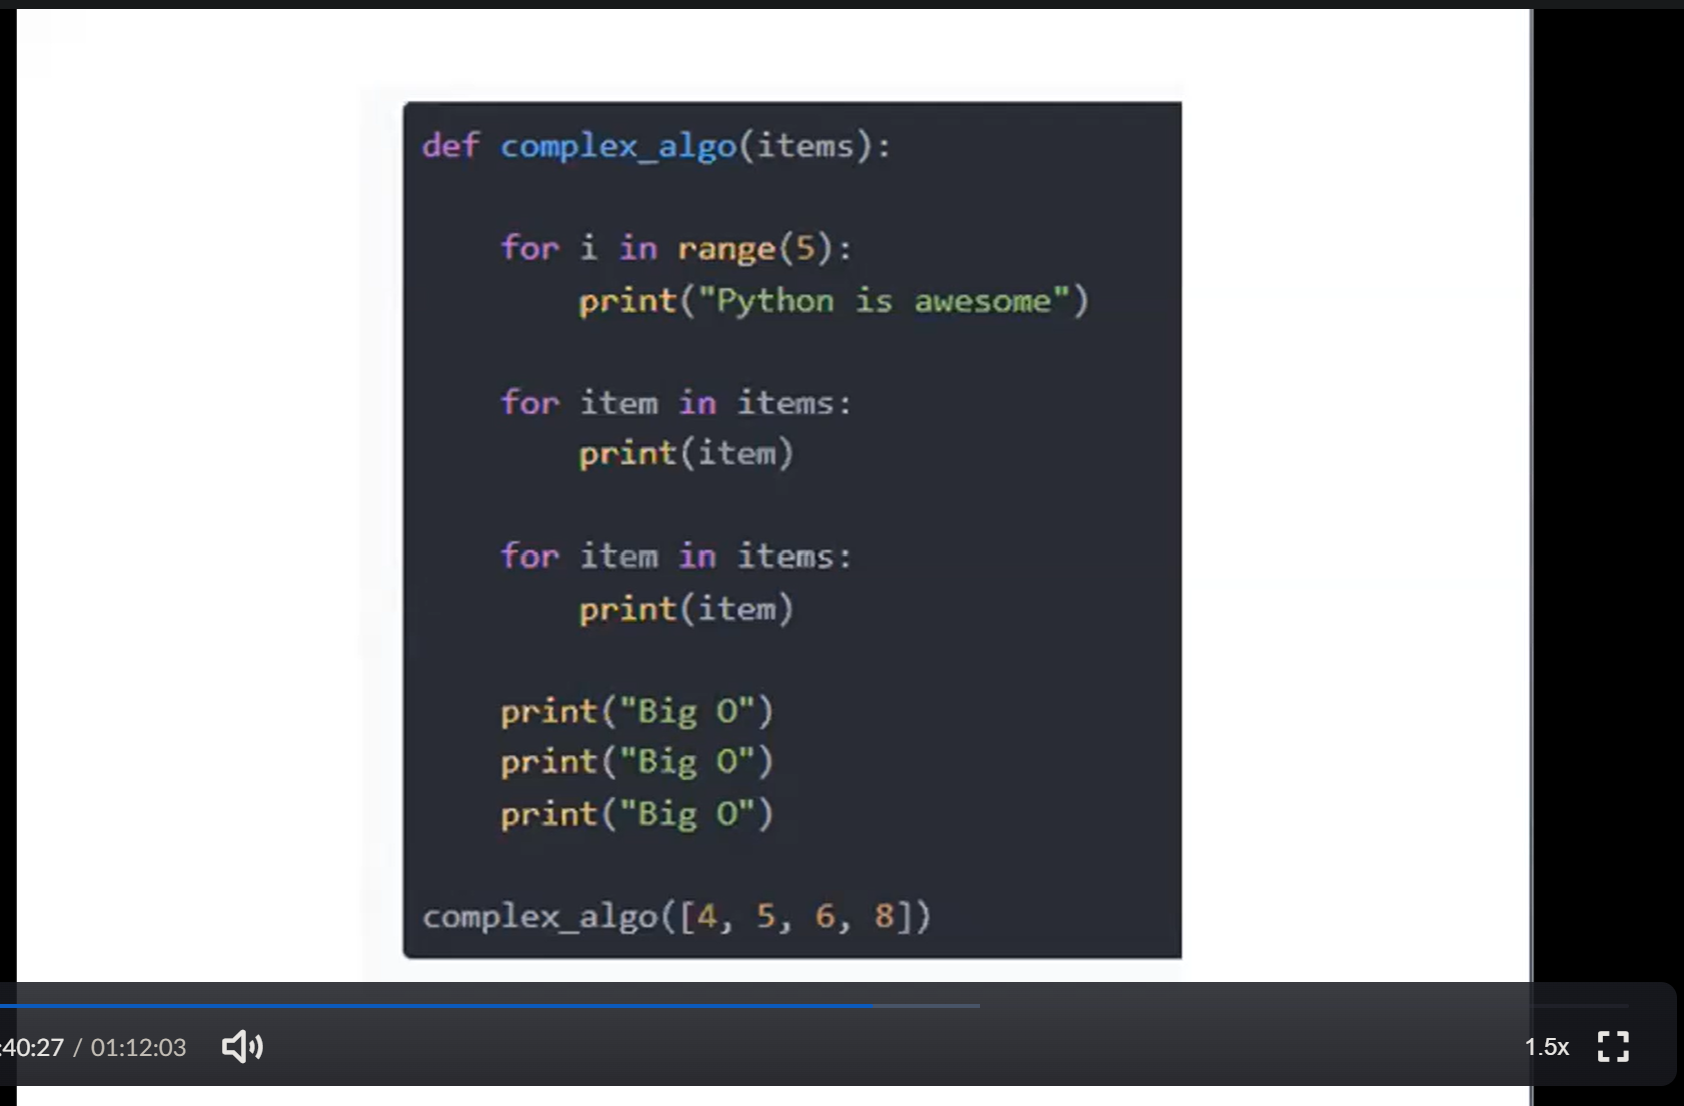 def complex_algo(items):
    for i in range(5):
        print("Python is awesome")
    for item in items:
        print(item)
    for item in items:
        print(item)
    print("Big O")
    print("Big O")
    print("Big O")
complex_algo([4, 5, 6, 8])
:40:27 / 01:12:03
1.5x